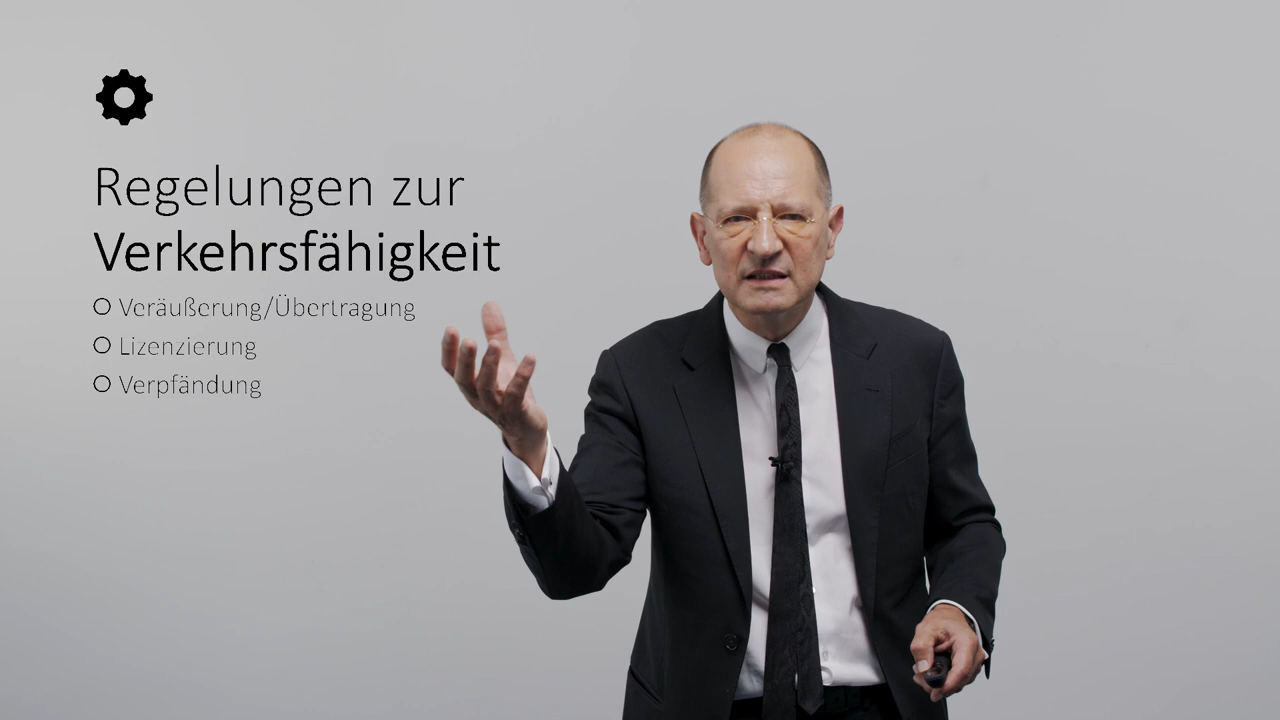 Regelungen zur
Verkehrsfähigkeit
Veräußerung/Übertragung
Lizenzierung
Verpfändung